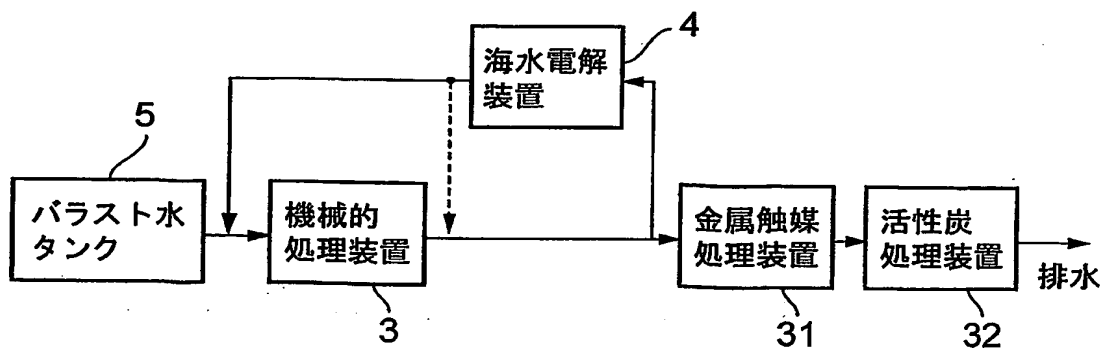 4
海水電解
装置
5
バラスト水
タンク
機械的
処理装置
3
金属触媒
処理装置
31
活性炭
処理装置
32
排水